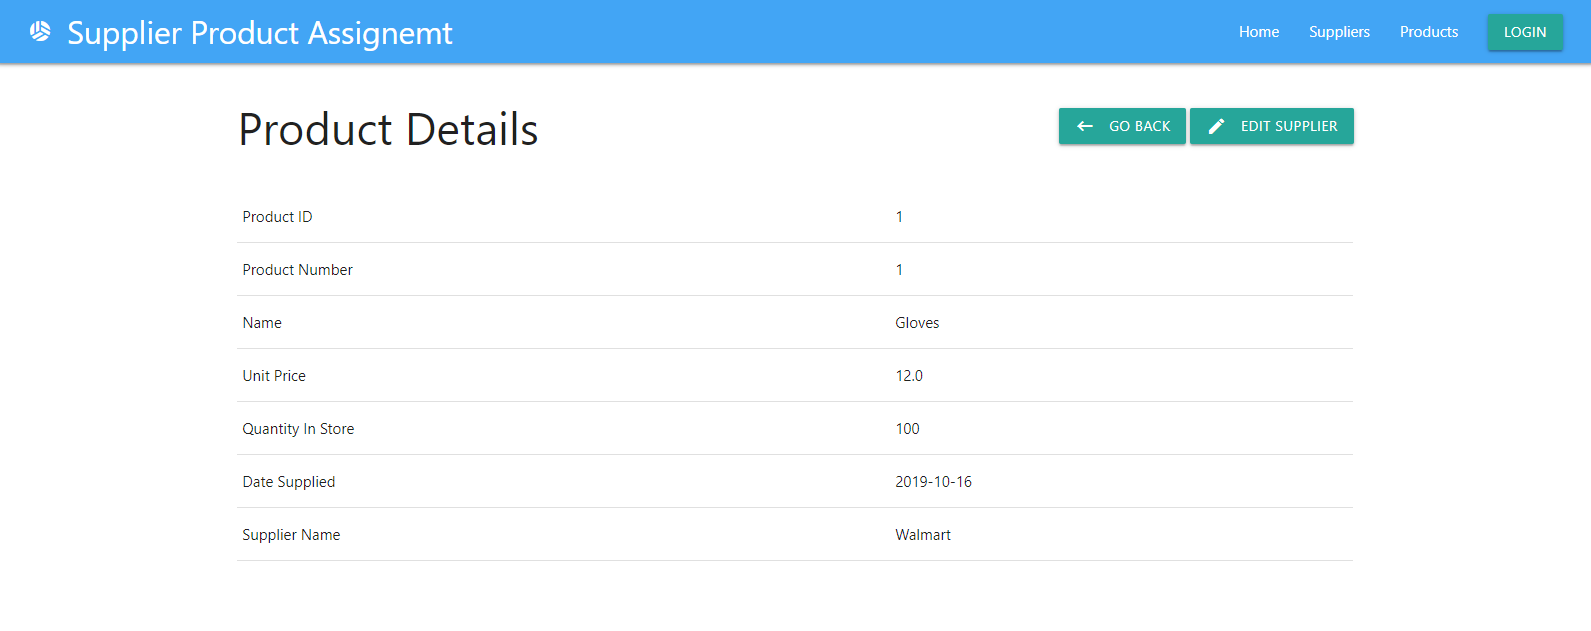 Supplier Product Assignemt
Home Suppliers Products LOGIN
Product Details
GO BACK EDIT SUPPLIER
Product ID 1
Product Number 1
Name Gloves
Unit Price 12.0
Quantity In Store 100
Date Supplied 2019-10-16
Supplier Name Walmart